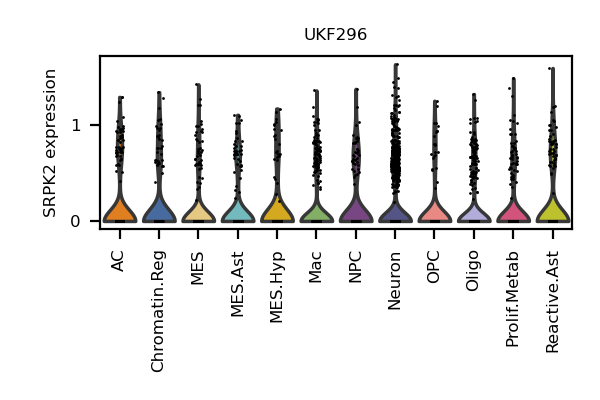 UKF296
SRPK2 expression
1
0
AC
Chromatin.Reg
MES
MES.Ast
MES.Hyp
Mac
NPC
Neuron
OPC
Oligo
Prolif.Metab
Reactive.Ast